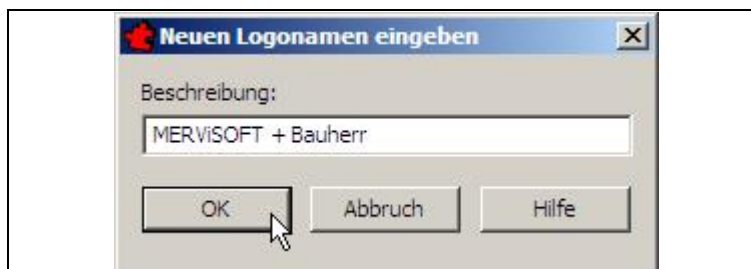 Neuen Logonamen eingeben
Beschreibung:
MERViSOFT + Bauherr
OK Abbruch Hilfe